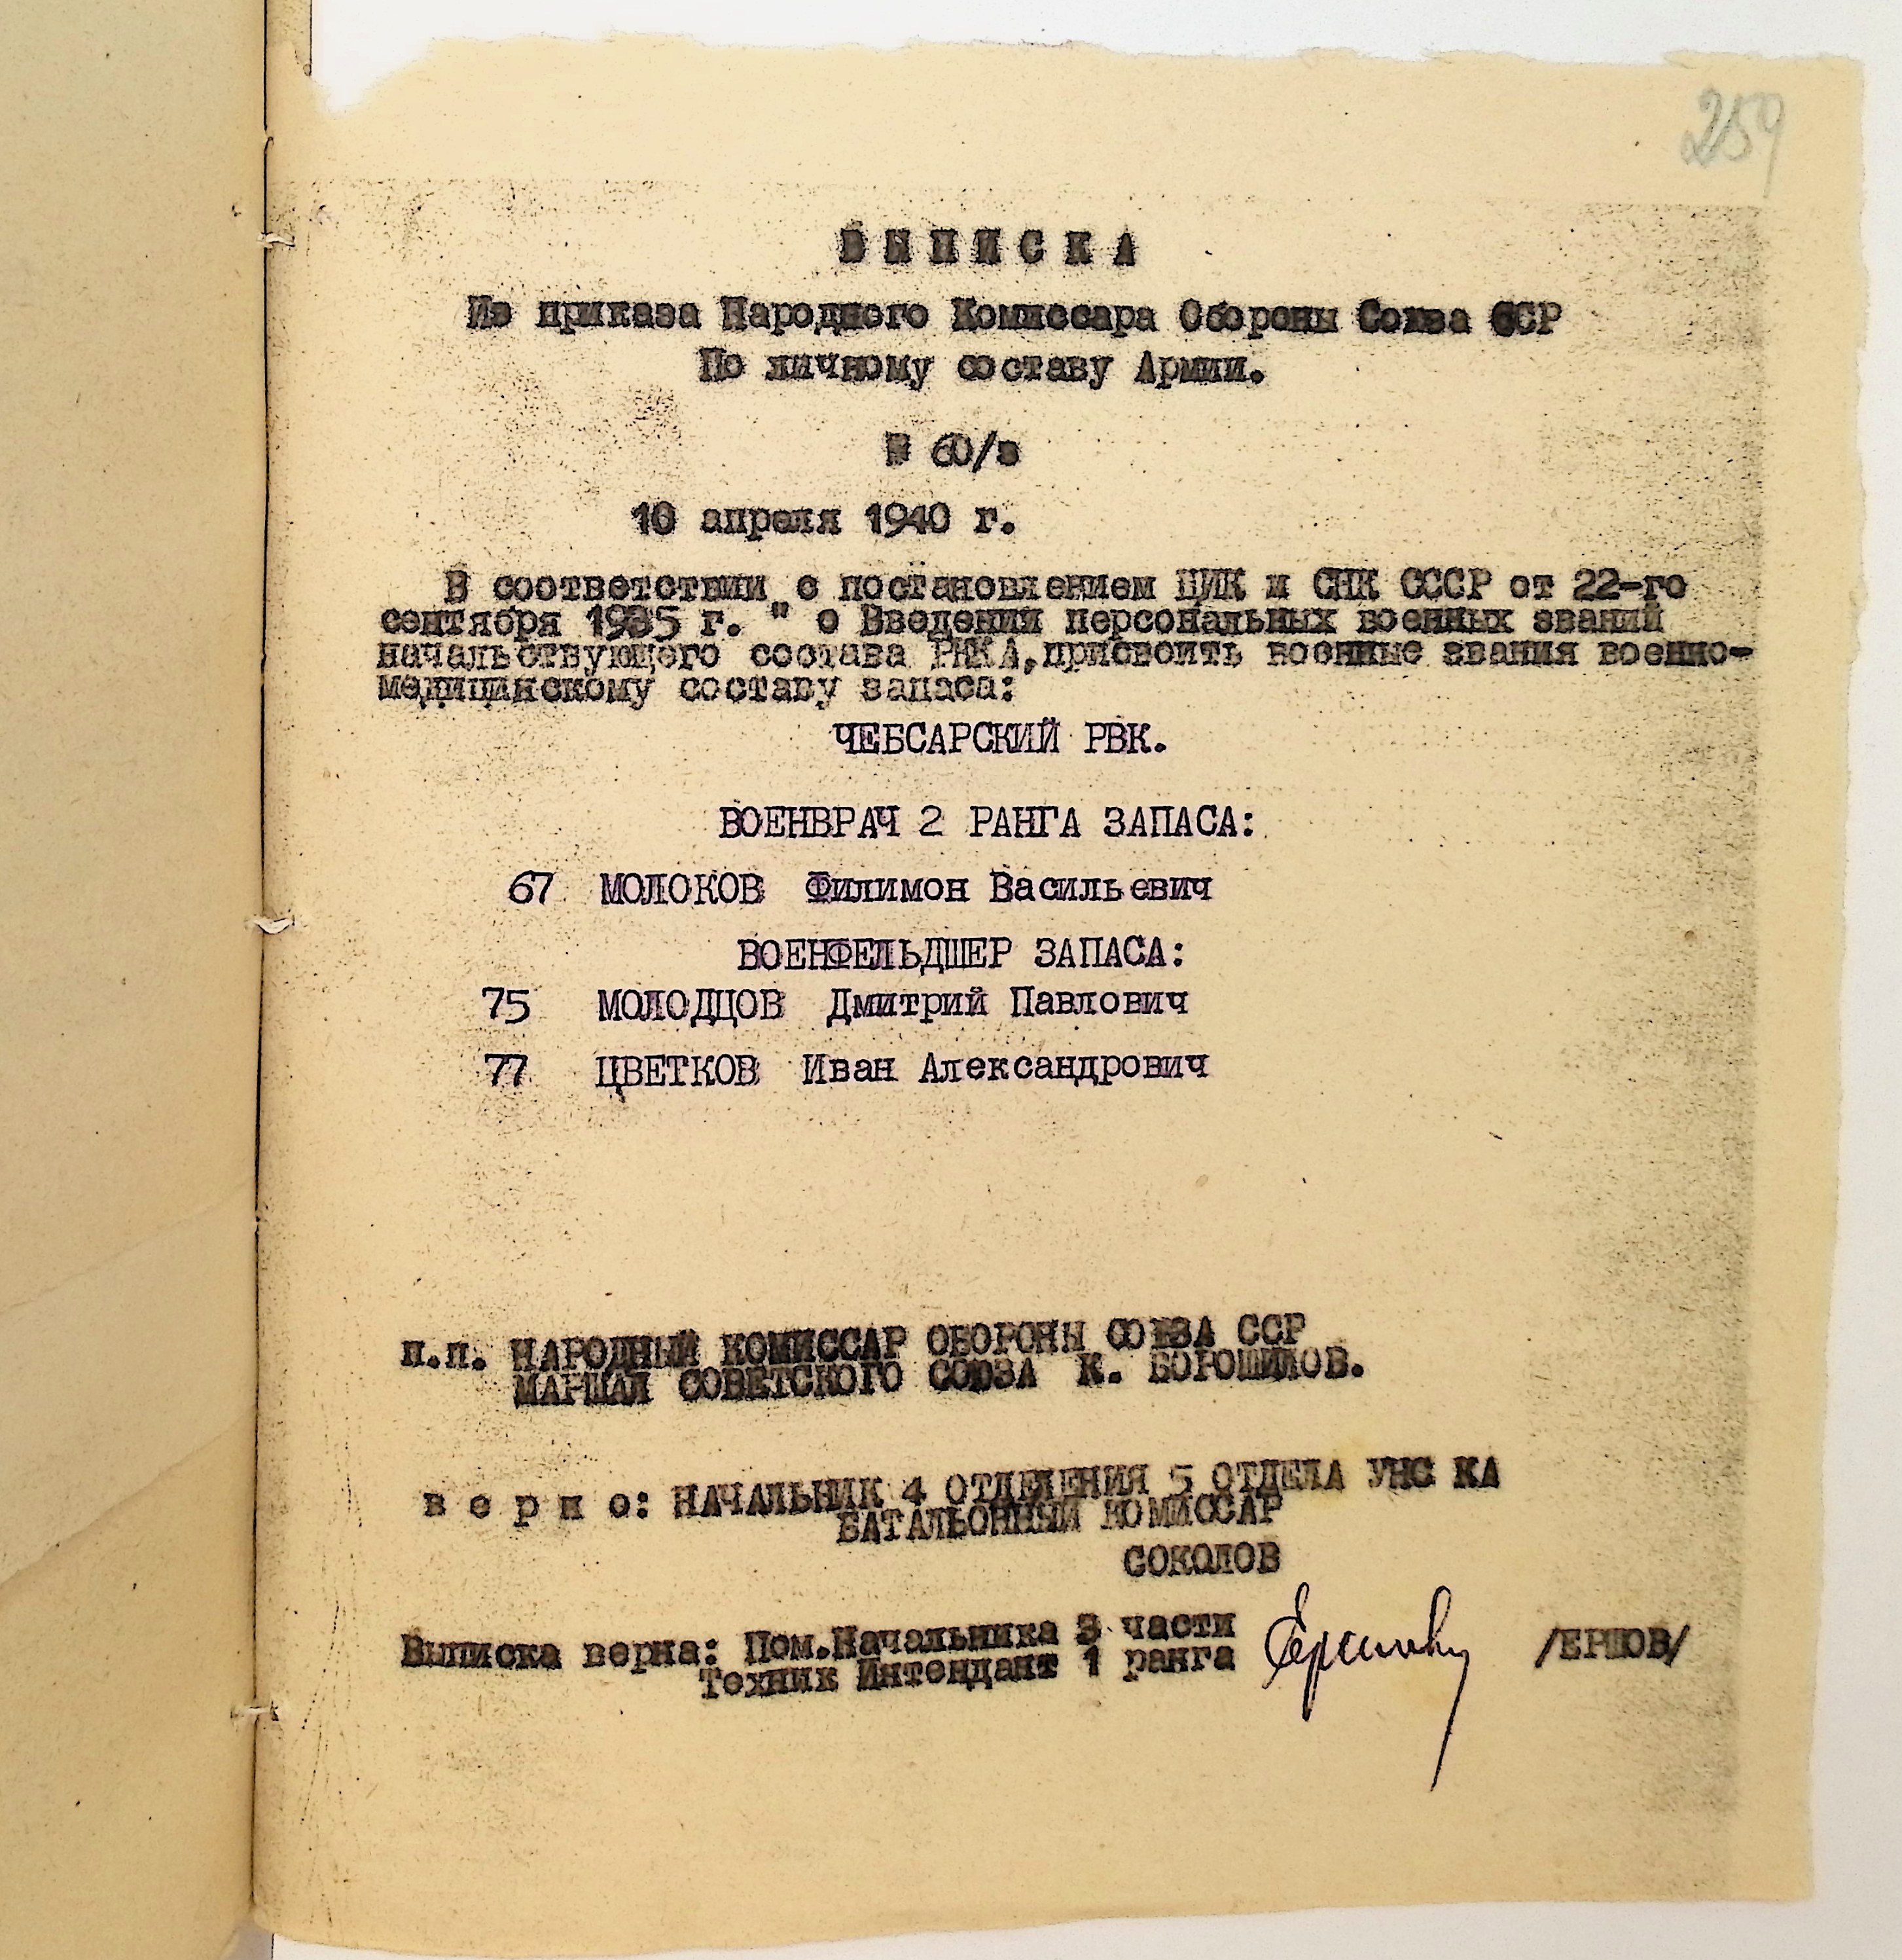 259
В Ы П И С К А
Из приказа Народного Комиссара Обороны Союза ССР
По личному составу Армии.
№ 60/в
10 апреля 1940 г.
В соответствии с постановлением ЦИК и СНК СССР от 22-го
сентября 1935 г. " о Введении персональных военных званий
начальствующего состава РККА, присвоить военные звания военно-
медицинскому составу запаса:
ЧЕБСАРСКИЙ РВК.
ВОЕНВРАЧ 2 РАНГА ЗАПАСА:
67 МОЛОКОВ Филимон Васильевич
ВОЕНФЕЛЬДШЕР ЗАПАСА:
75 МОЛОДЦОВ Дмитрий Павлович
77 ЦВЕТКОВ Иван Александрович
п.п. НАРОДНЫЙ КОМИССАР ОБОРОНЫ СОЮЗА ССР
МАРШАЛ СОВЕТСКОГО СОЮЗА К. ВОРОШИЛОВ.
в е р н о: НАЧАЛЬНИК 4 ОТДЕЛЕНИЯ 5 ОТДЕЛА УНС КА
БАТАЛЬОННЫЙ КОМИССАР
СОКОЛОВ
Выписка верна: Пом.Начальника 3 части
Техник Интендант 1 ранга /ЕРШОВ/